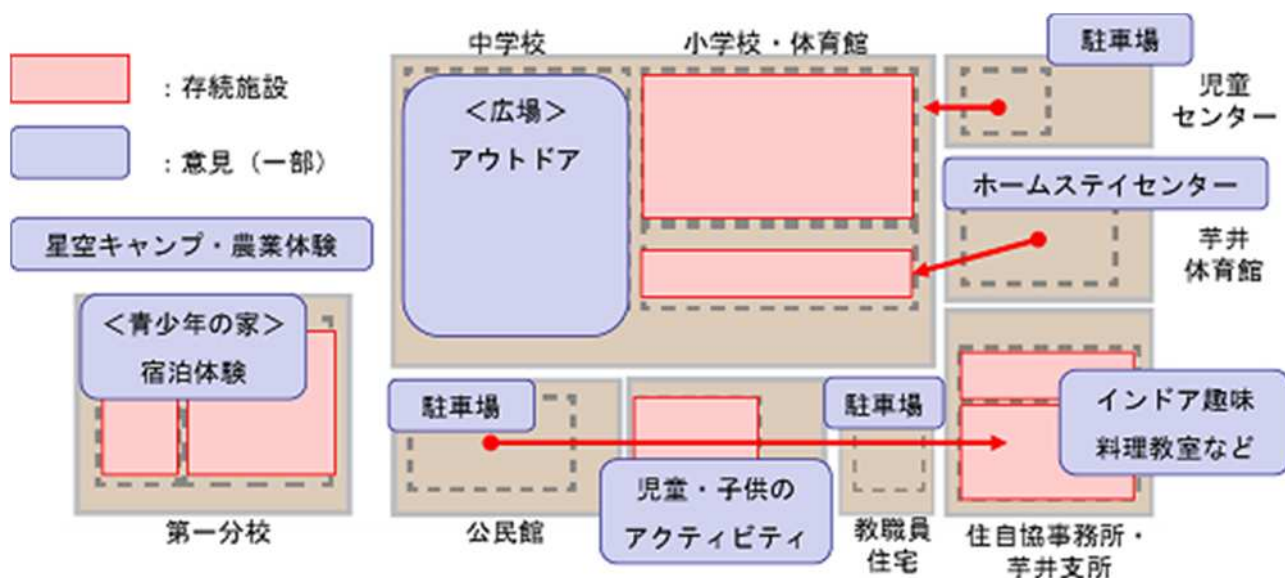 ：存続施設
：意見（一部）
中学校
小学校・体育館
駐車場
児童
センター
＜広場＞
アウトドア
ホームステイセンター
芋井
体育館
星空キャンプ・農業体験
＜青少年の家＞
宿泊体験
第一分校
駐車場
公民館
児童・子供の
アクティビティ
駐車場
教職員
住宅
インドア趣味
料理教室など
住自協事務所・
芋井支所